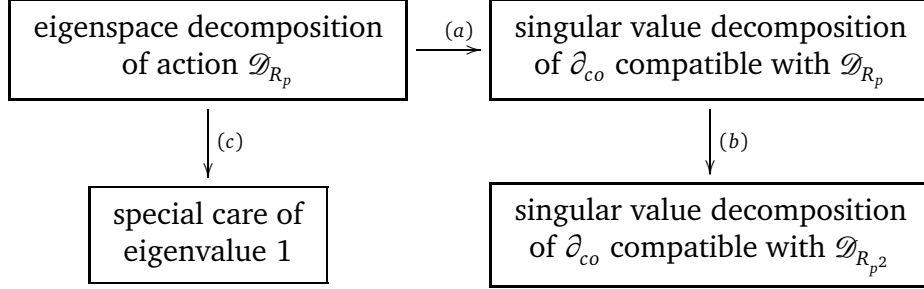 eigenspace decomposition
of action 𝒟_{R_p}
(a)
singular value decomposition
of ∂_{co} compatible with 𝒟_{R_p}
(c)
(b)
special care of
eigenvalue 1
singular value decomposition
of ∂_{co} compatible with 𝒟_{R_{p^2}}